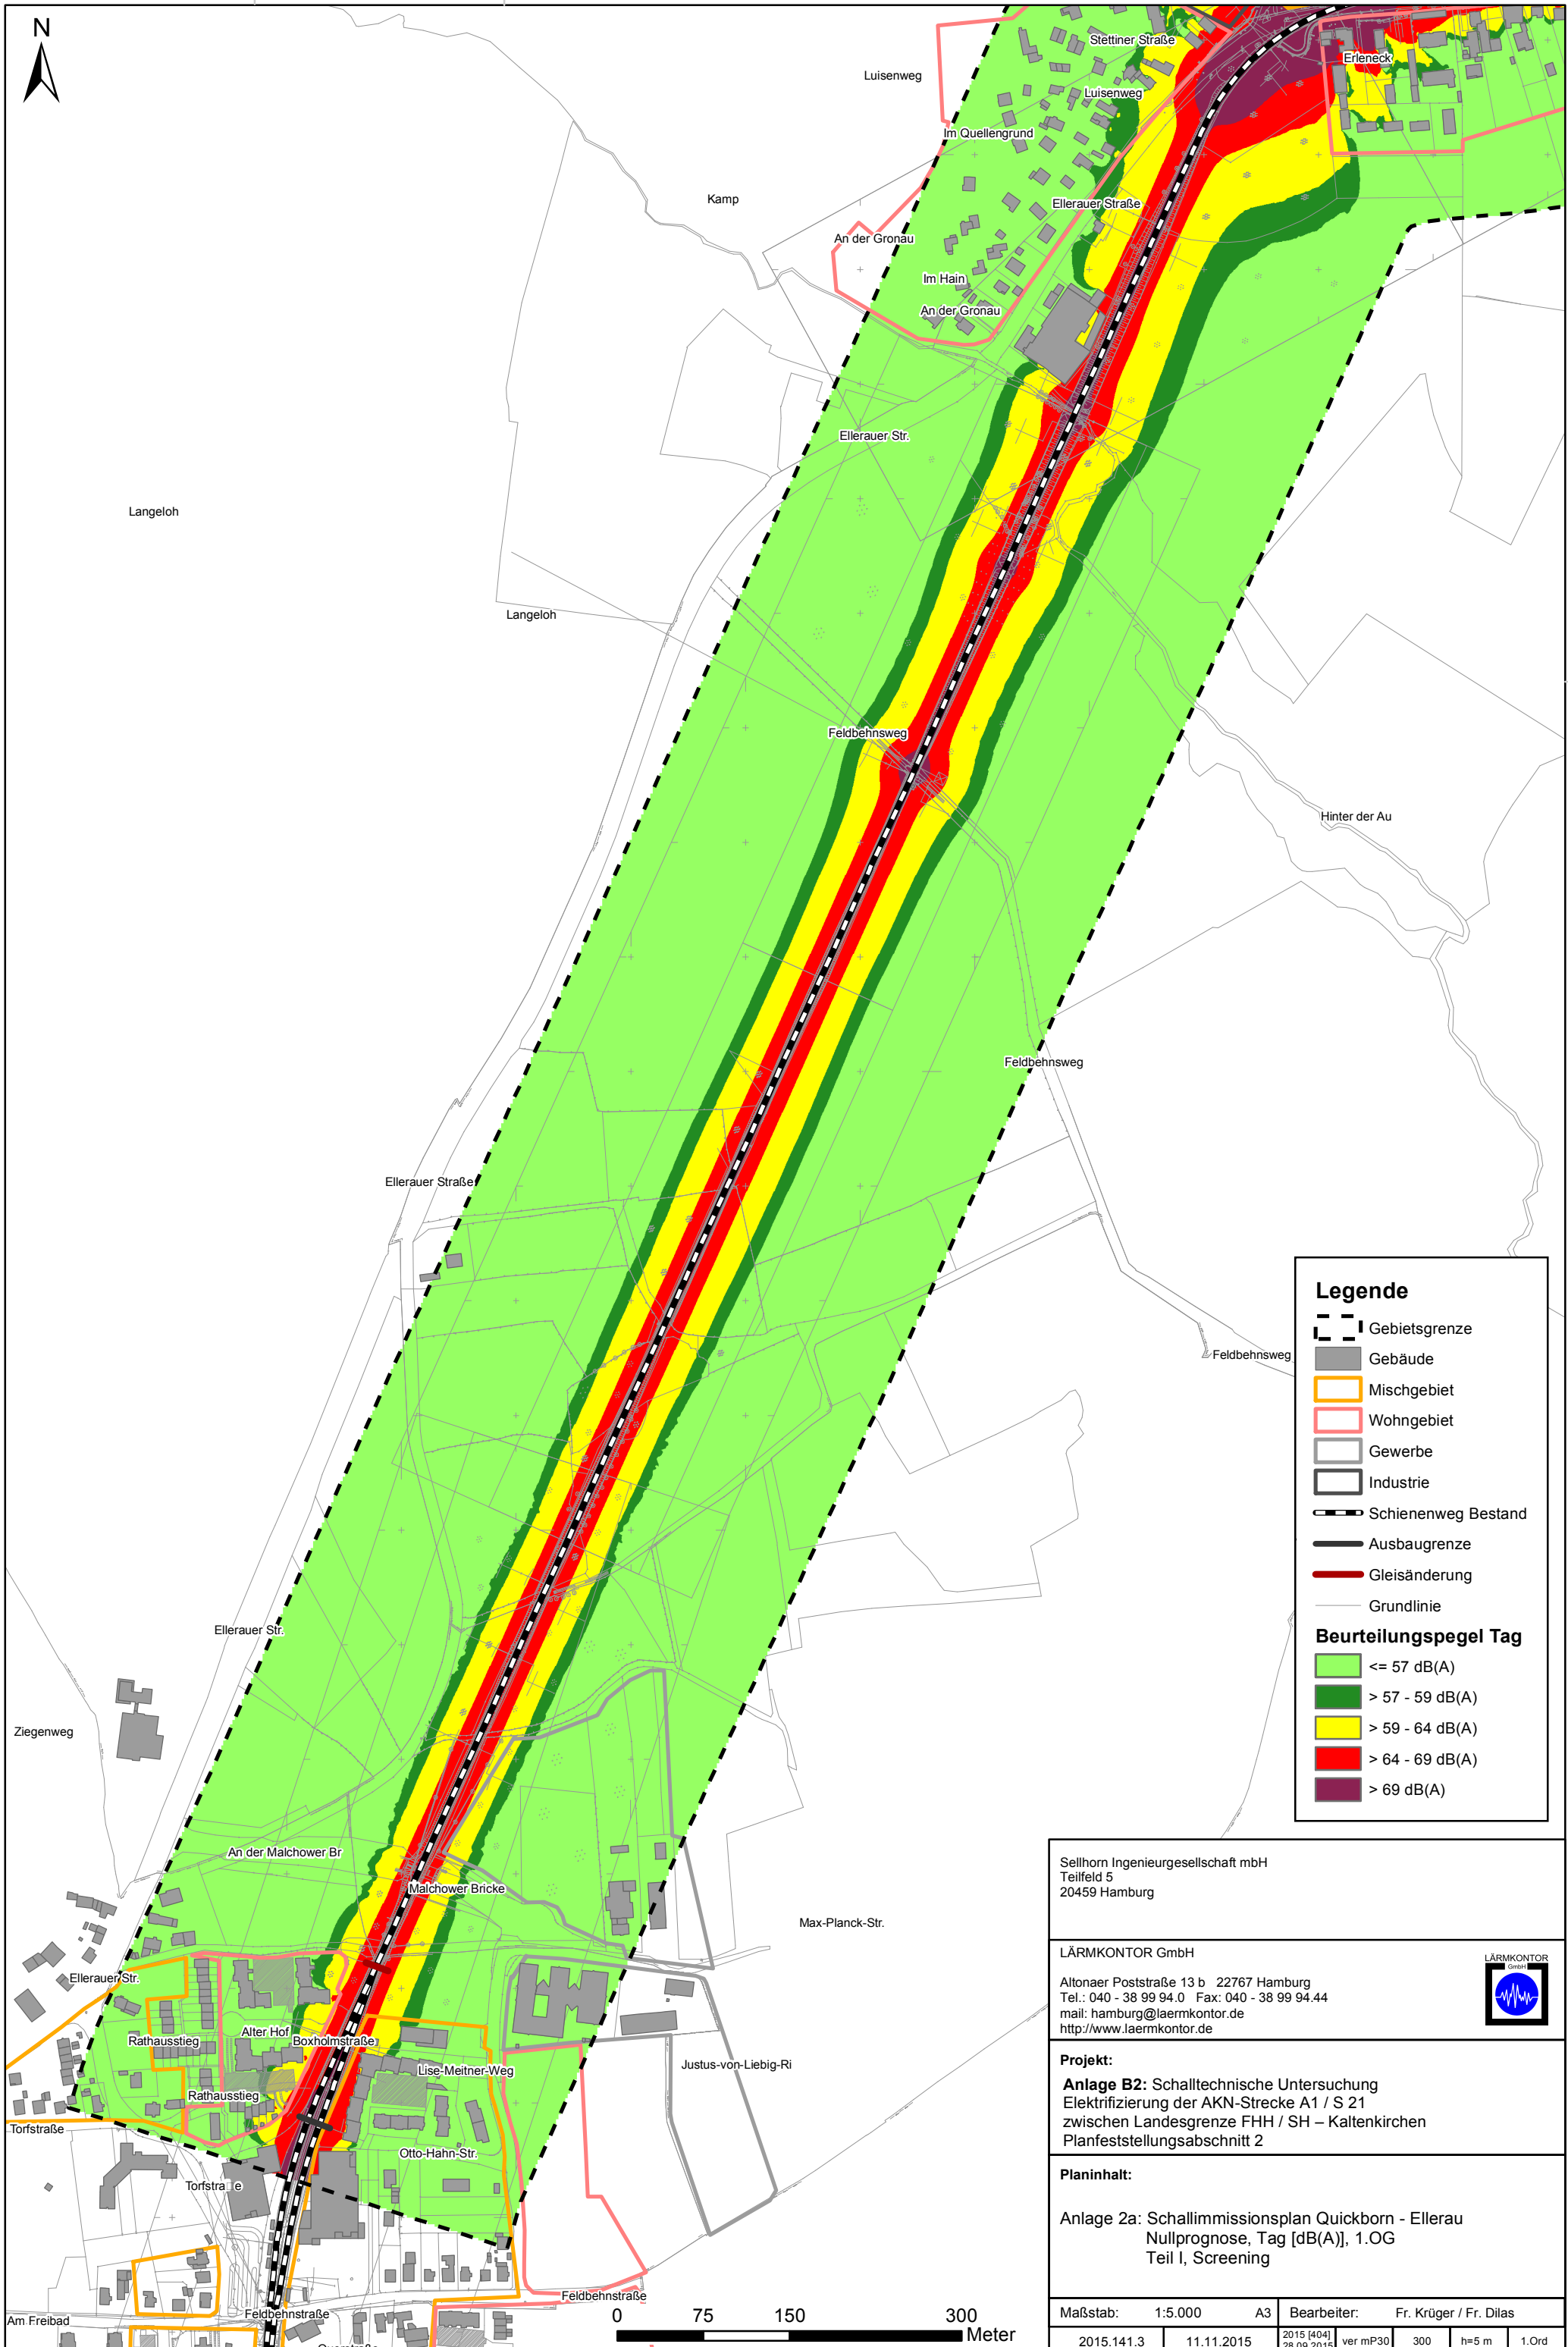 N
Stettiner Straße
Erleneck
Luisenweg
Luisenweg
Im Quellengrund
Kamp
Ellerauer Straße
An der Gronau
Im Hain
An der Gronau
Ellerauer Str.
Langeloh
Langeloh
Feldbehnsweg
Hinter der Au
Feldbehnsweg
Ellerauer Straße
Feldbehnsweg
Ellerauer Str.
Ziegenweg
An der Malchower Br
Malchower Bricke
Max-Planck-Str.
Ellerauer Str.
Alter Hof
Rathausstieg
Boxholmstraße
Lise-Meitner-Weg
Justus-von-Liebig-Ri
Rathausstieg
Torfstraße
Otto-Hahn-Str.
Torfstra□e
Feldbehnstraße
Feldbehnstraße
Am Freibad
0 75 150 300
Meter
Legende
Gebietsgrenze
Gebäude
Mischgebiet
Wohngebiet
Gewerbe
Industrie
Schienenweg Bestand
Ausbaugrenze
Gleisänderung
Grundlinie
Beurteilungspegel Tag
<= 57 dB(A)
> 57 - 59 dB(A)
> 59 - 64 dB(A)
> 64 - 69 dB(A)
> 69 dB(A)
Sellhorn Ingenieurgesellschaft mbH
Teilfeld 5
20459 Hamburg
LÄRMKONTOR GmbH
Altonaer Poststraße 13 b 22767 Hamburg
Tel.: 040 - 38 99 94.0 Fax: 040 - 38 99 94.44
mail: hamburg@laermkontor.de
http://www.laermkontor.de
LÄRMKONTOR
GmbH
Projekt:
Anlage B2: Schalltechnische Untersuchung
Elektrifizierung der AKN-Strecke A1 / S 21
zwischen Landesgrenze FHH / SH – Kaltenkirchen
Planfeststellungsabschnitt 2
Planinhalt:
Anlage 2a: Schallimmissionsplan Quickborn - Ellerau
Nullprognose, Tag [dB(A)], 1.OG
Teil I, Screening
Maßstab: 1:5.000 A3 Bearbeiter: Fr. Krüger / Fr. Dilas
2015.141.3 11.11.2015 2015 [404] ver mP30 300 h=5 m 1.Ord
28.09.2015